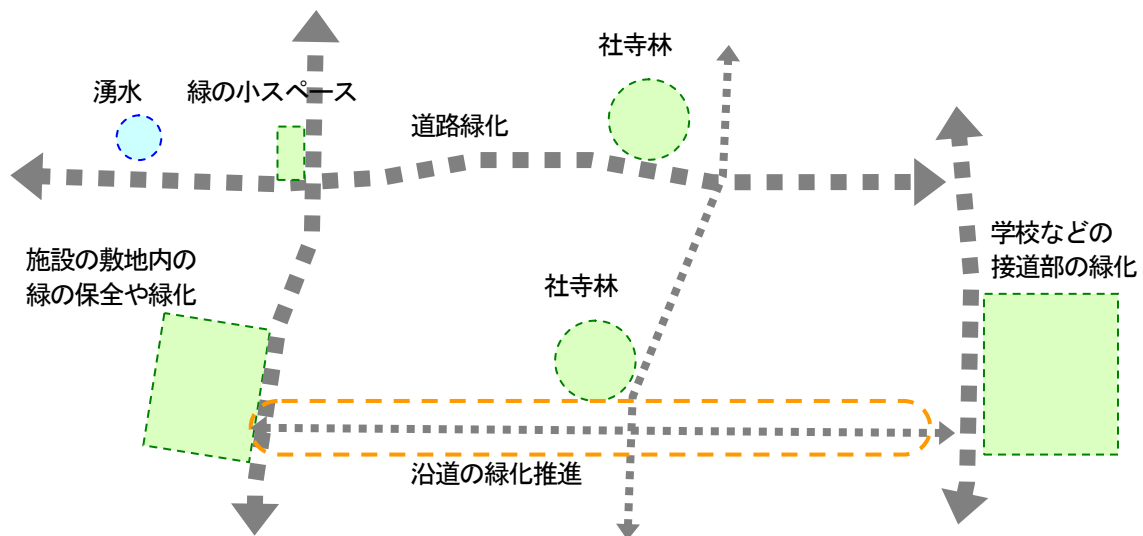 社寺林
湧水
緑の小スペース
道路緑化
施設の敷地内の
緑の保全や緑化
学校などの
接道部の緑化
社寺林
沿道の緑化推進